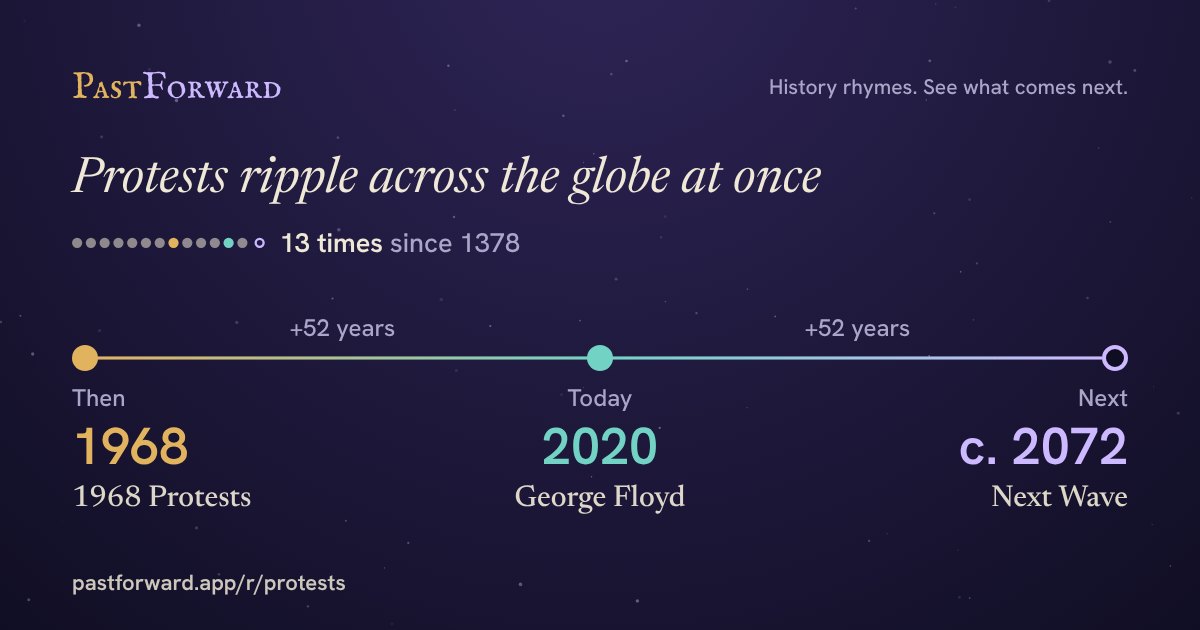 PastForward
History rhymes. See what comes next.
Protests ripple across the globe at once
13 times since 1378
+52 years
+52 years
Then
Today
Next
1968
2020
c. 2072
1968 Protests
George Floyd
Next Wave
pastforward.app/r/protests